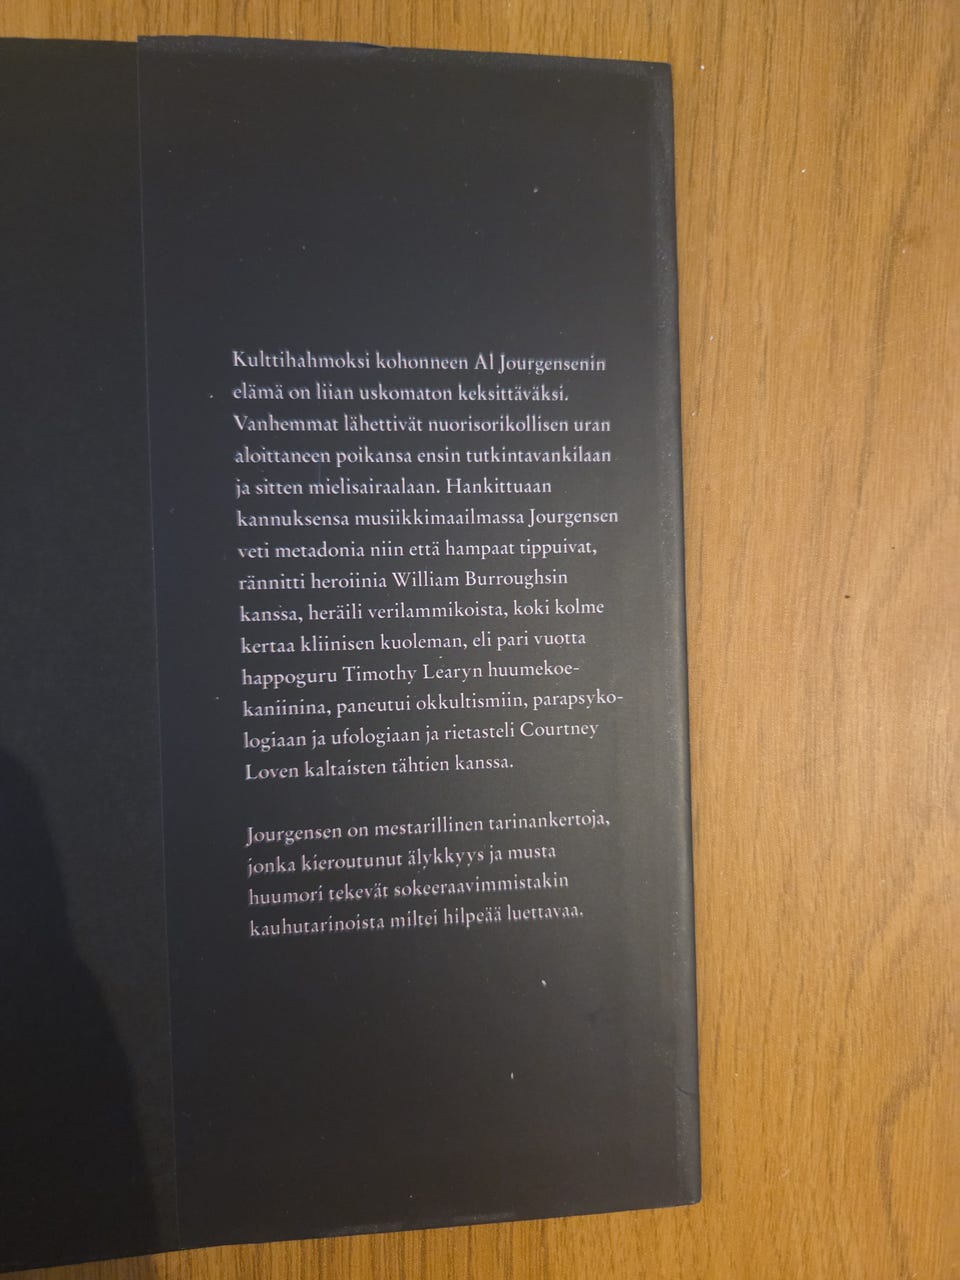 Kulttihahmoksi kohonneen Al Jourgensenin
elämä on liian uskomaton keksittäväksi.
Vanhemmat lähettivät nuorisorikollisen uran
aloittaneen poikansa ensin tutkintavankilaan
ja sitten mielisairaalaan. Hankittuaan
kannuksensa musiikkimaailmassa Jourgensen
veti metadonia niin että hampaat tippuivat,
rännitti heroiinia William Burroughsin
kanssa, heräili verilammikoista, koki kolme
kertaa kliinisen kuoleman, eli pari vuotta
happoguru Timothy Learyn huumekoe-
kaniinina, paneutui okkultismiin, parapsyko-
logiaan ja ufologiaan ja rietasteli Courtney
Loven kaltaisten tähtien kanssa.
Jourgensen on mestarillinen tarinankertoja,
jonka kieroutunut älykkyys ja musta
huumori tekevät sokeeraavimmistakin
kauhutarinoista miltei hilpeää luettavaa.